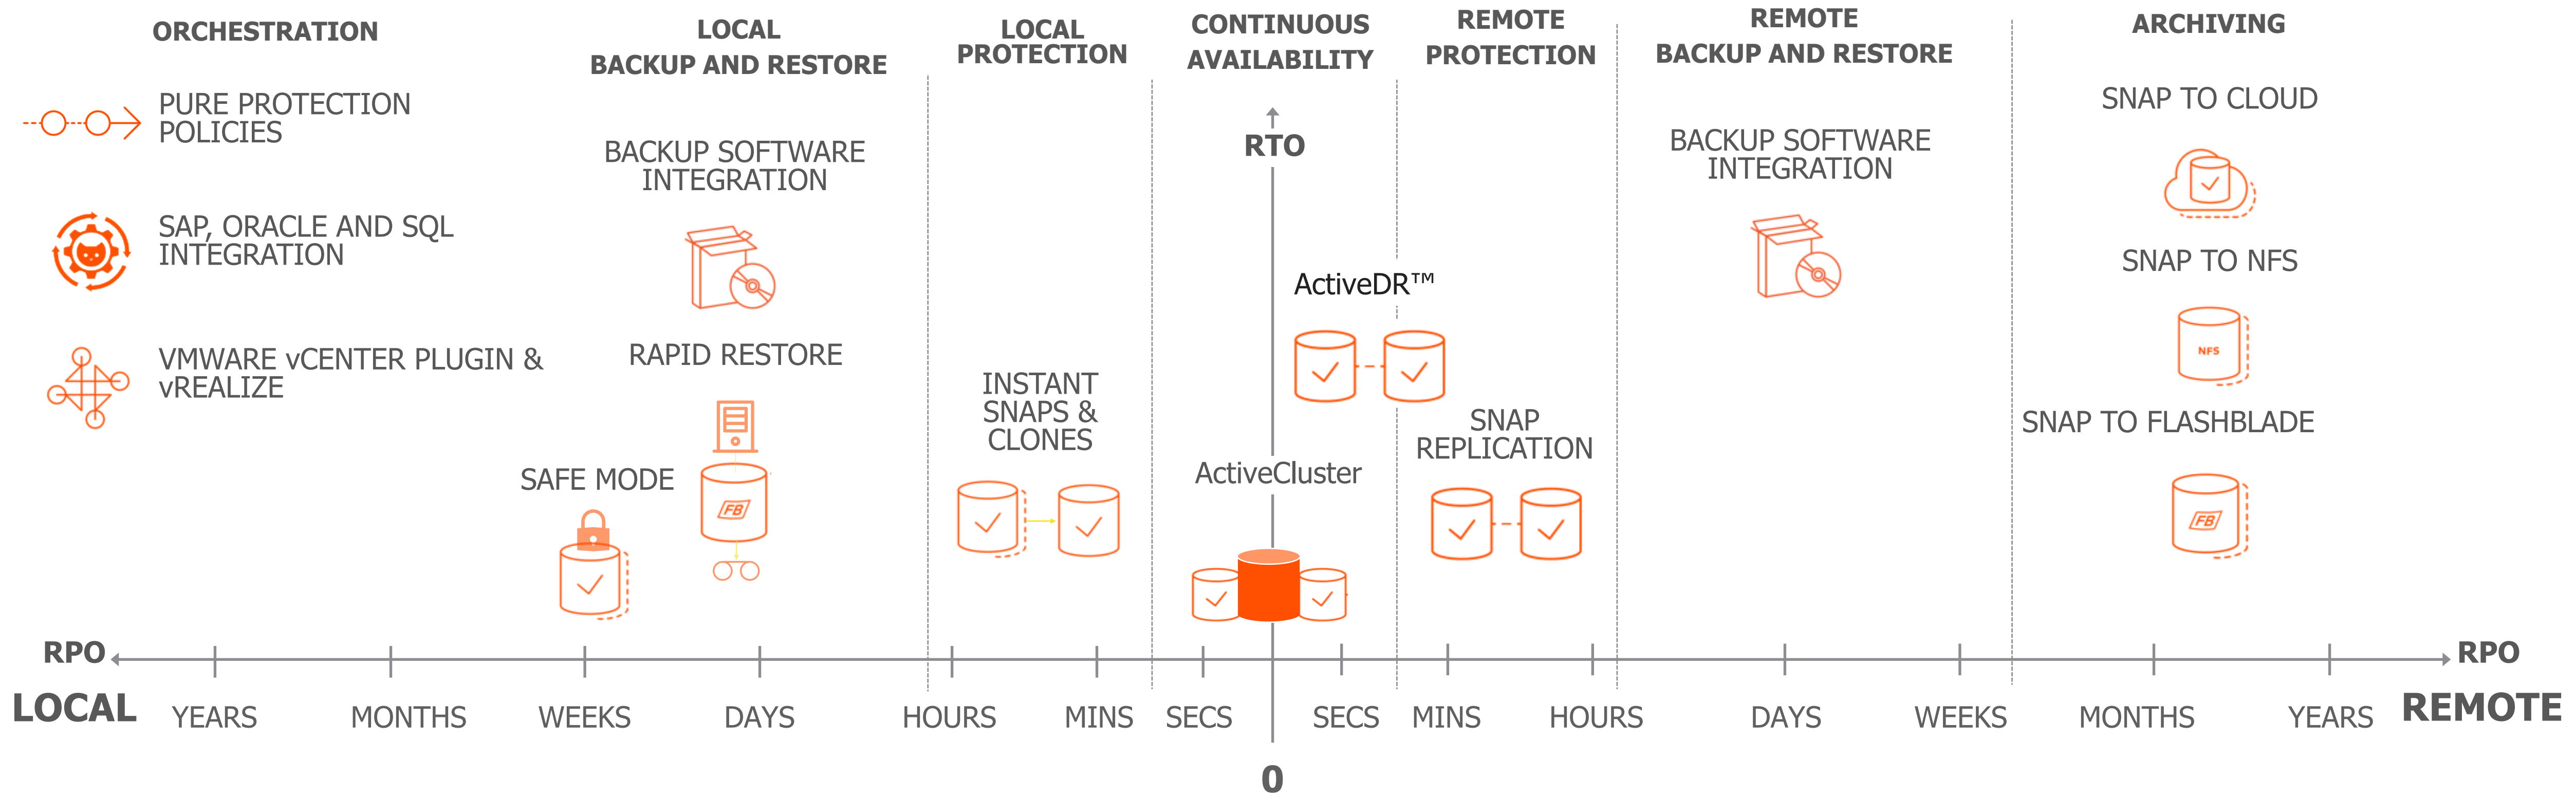 ORCHESTRATION
PURE PROTECTION
POLICIES
SAP, ORACLE AND SQL
INTEGRATION
VMWARE vCENTER PLUGIN &
vREALIZE
LOCAL
BACKUP AND RESTORE
BACKUP SOFTWARE
INTEGRATION
RAPID RESTORE
FB
SAFE MODE
LOCAL
PROTECTION
INSTANT
SNAPS &
CLONES
CONTINUOUS
AVAILABILITY
RTO
ActiveDR™
ActiveCluster
REMOTE
PROTECTION
SNAP
REPLICATION
REMOTE
BACKUP AND RESTORE
BACKUP SOFTWARE
INTEGRATION
ARCHIVING
SNAP TO CLOUD
SNAP TO NFS
NFS
SNAP TO FLASHBLADE
FB
RPO
RPO
LOCAL
YEARS
MONTHS
WEEKS
DAYS
HOURS
MINS
SECS
SECS
MINS
HOURS
DAYS
WEEKS
MONTHS
YEARS
REMOTE
0